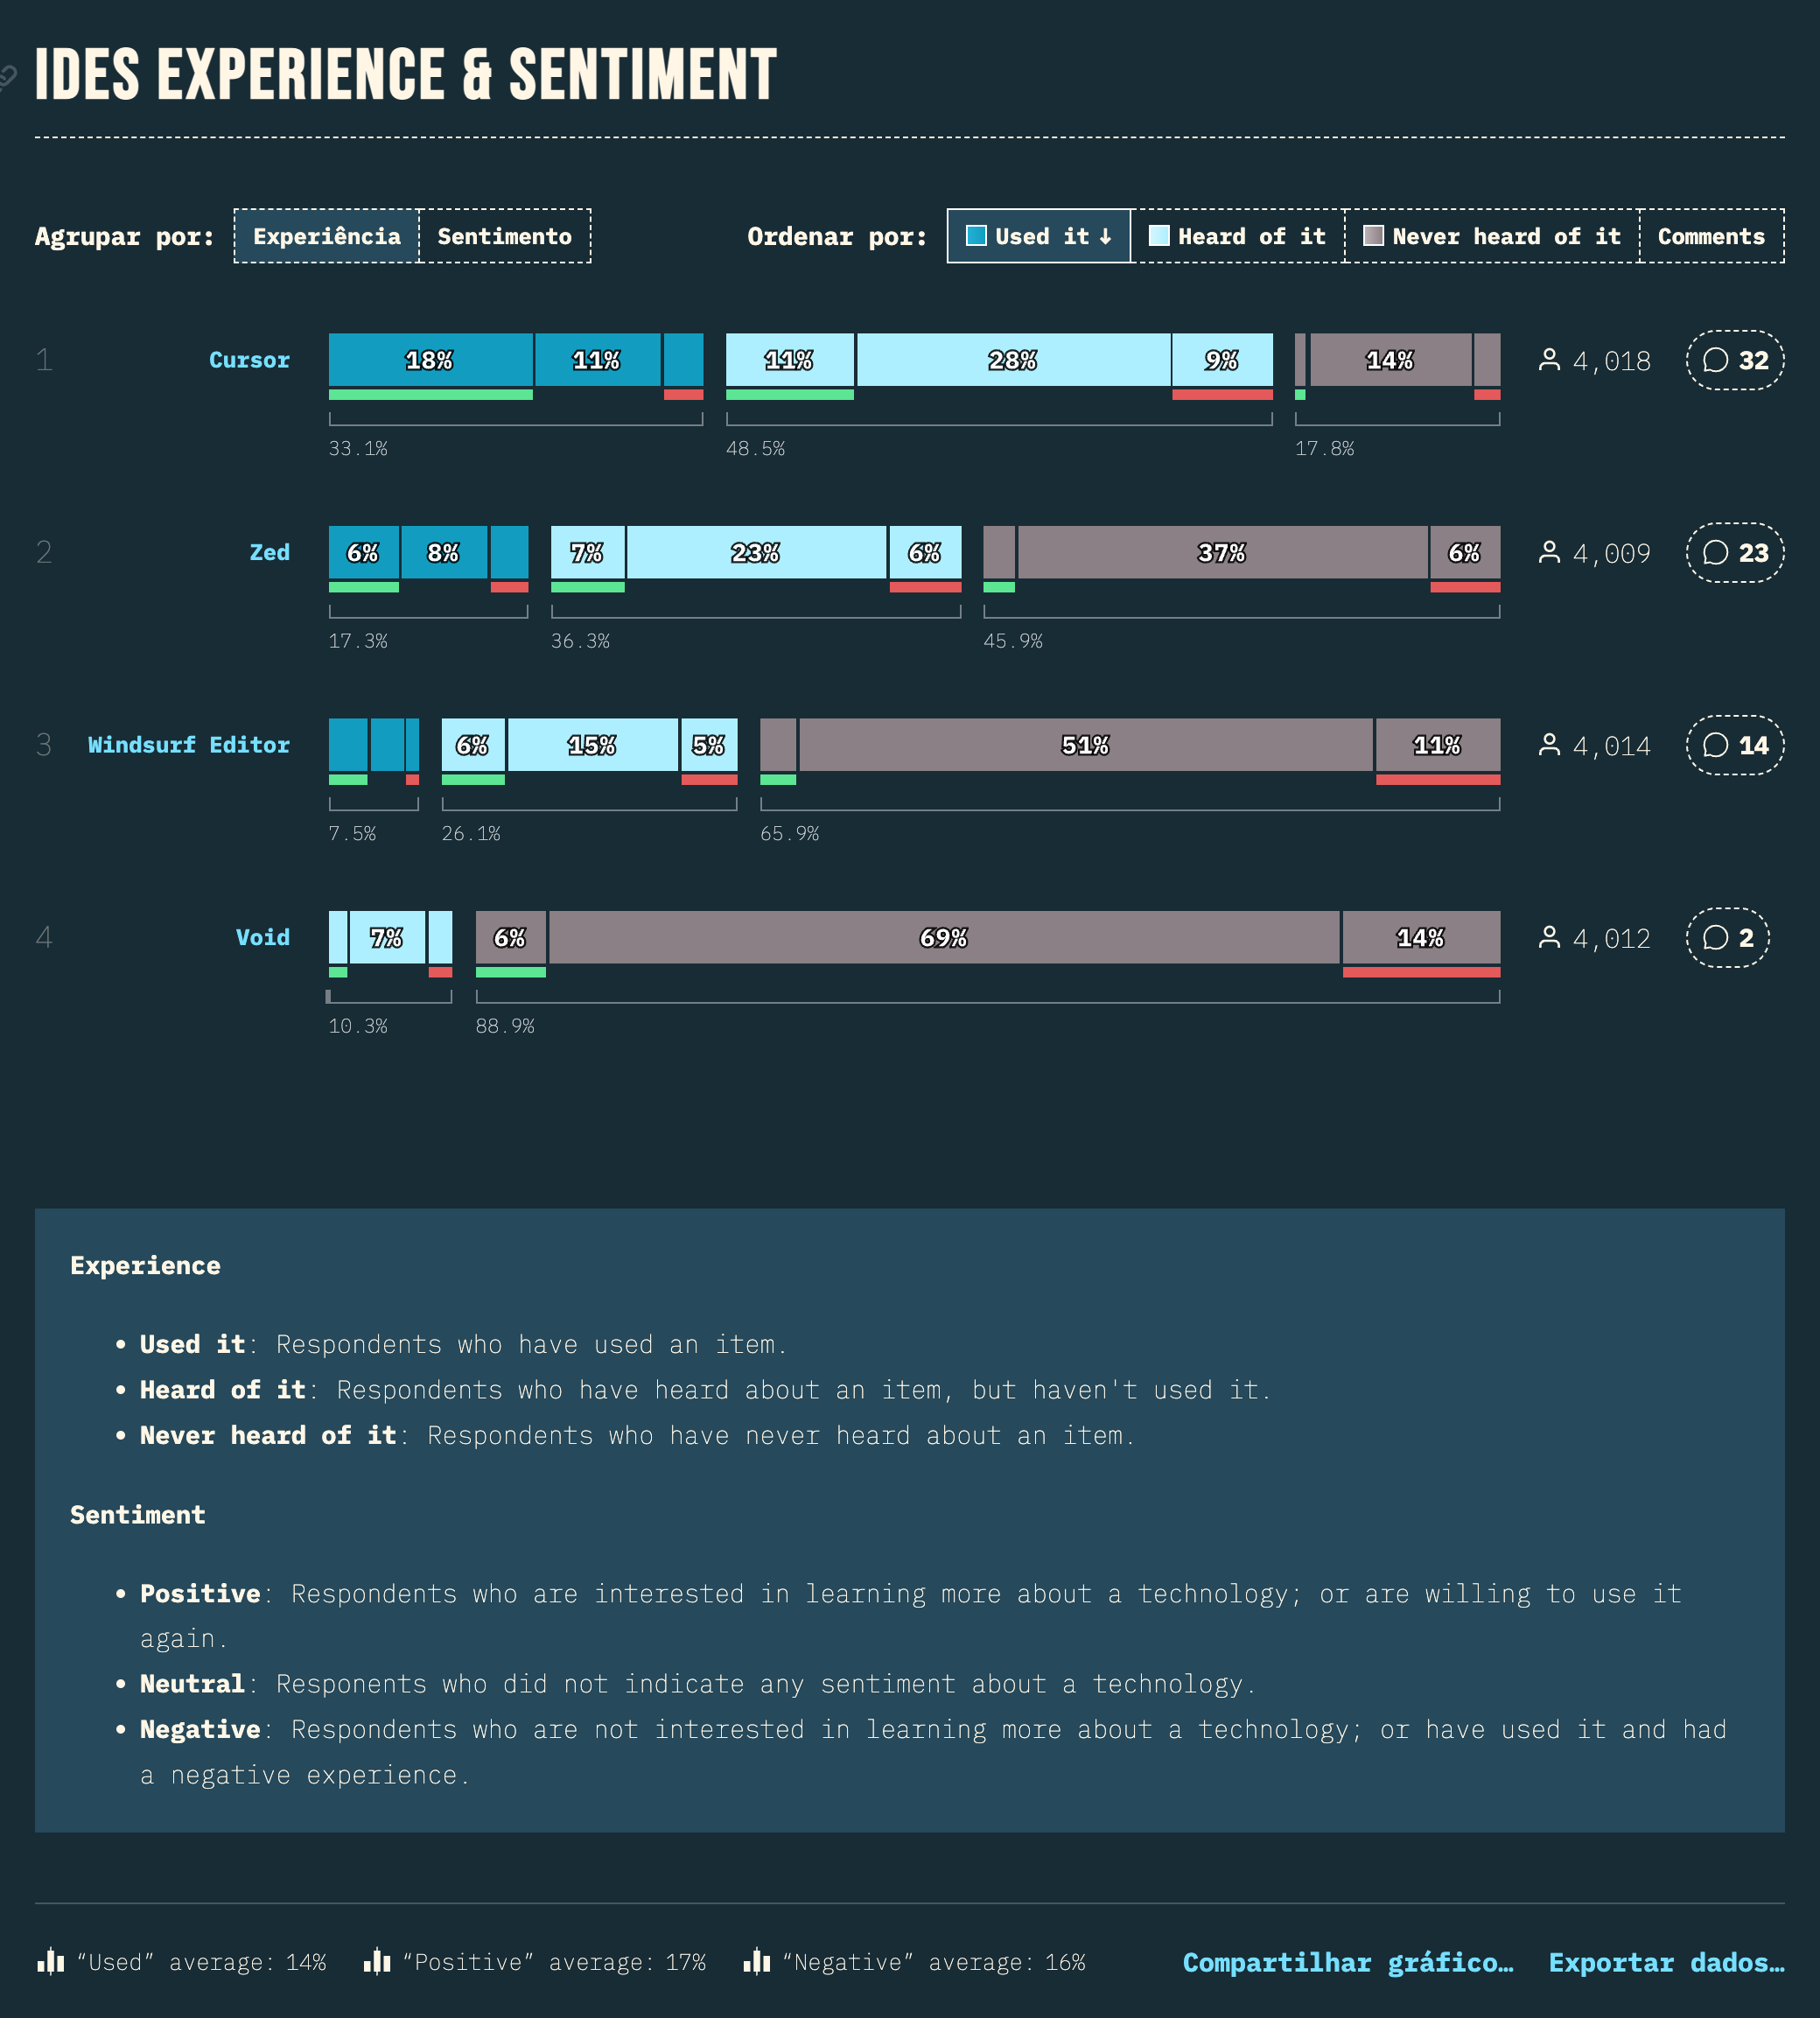 IDES EXPERIENCE & SENTIMENT
Agrupar por: Experiência Sentimento Ordenar por: Used it ↓ Heard of it Never heard of it Comments
1 Cursor 18% 11% 11% 28% 9% 14% 4,018 32
33.1% 48.5% 17.8%
2 Zed 6% 8% 7% 23% 6% 37% 6% 4,009 23
17.3% 36.3% 45.9%
3 Windsurf Editor 6% 15% 5% 51% 11% 4,014 14
7.5% 26.1% 65.9%
4 Void 7% 6% 69% 14% 4,012 2
10.3% 88.9%
Experience
• Used it: Respondents who have used an item.
• Heard of it: Respondents who have heard about an item, but haven't used it.
• Never heard of it: Respondents who have never heard about an item.
Sentiment
• Positive: Respondents who are interested in learning more about a technology; or are willing to use it
again.
• Neutral: Responents who did not indicate any sentiment about a technology.
• Negative: Respondents who are not interested in learning more about a technology; or have used it and had
a negative experience.
“Used” average: 14% “Positive” average: 17% “Negative” average: 16% Compartilhar gráfico… Exportar dados…